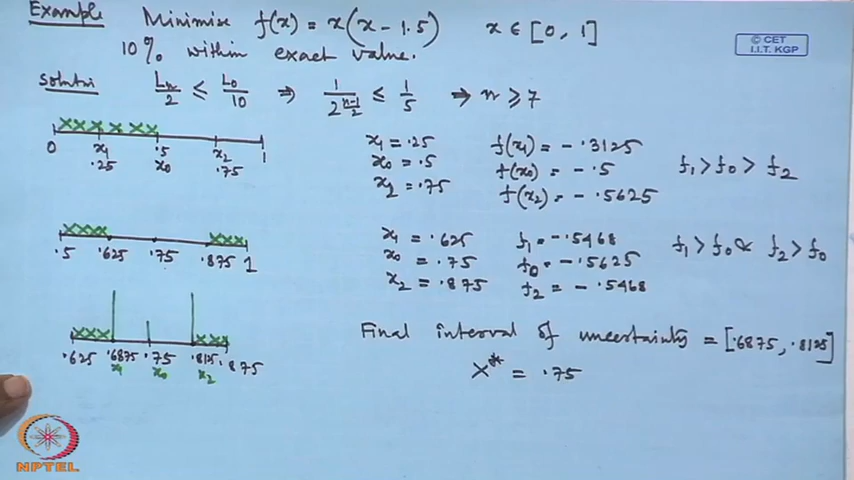 Example Minimise f(x) = x(x - 1.5) x ∈ [0, 1]
10% within exact value.
© CET
I.I.T. KGP
Solution Ln/2 ≤ L0/10 ⇒ 1/2^((n-1)/2) ≤ 1/5 ⇒ n ≥ 7
0 x1 .5 x2 1
.25 x0 .75
x1 = .25 f(x1) = -.3125
x0 = .5 f(x0) = -.5 f1 > f0 > f2
x2 = .75 f(x2) = -.5625
.5 .625 .75 .875 1
x1 = .625 f1 = -.5468
x0 = .75 f0 = -.5625 f1 > f0 & f2 > f0
x2 = .875 f2 = -.5468
.625 .6875 .75 .8125 .875
x1 x0 x2
Final interval of uncertainty = [.6875, .8125]
X* = .75
NPTEL